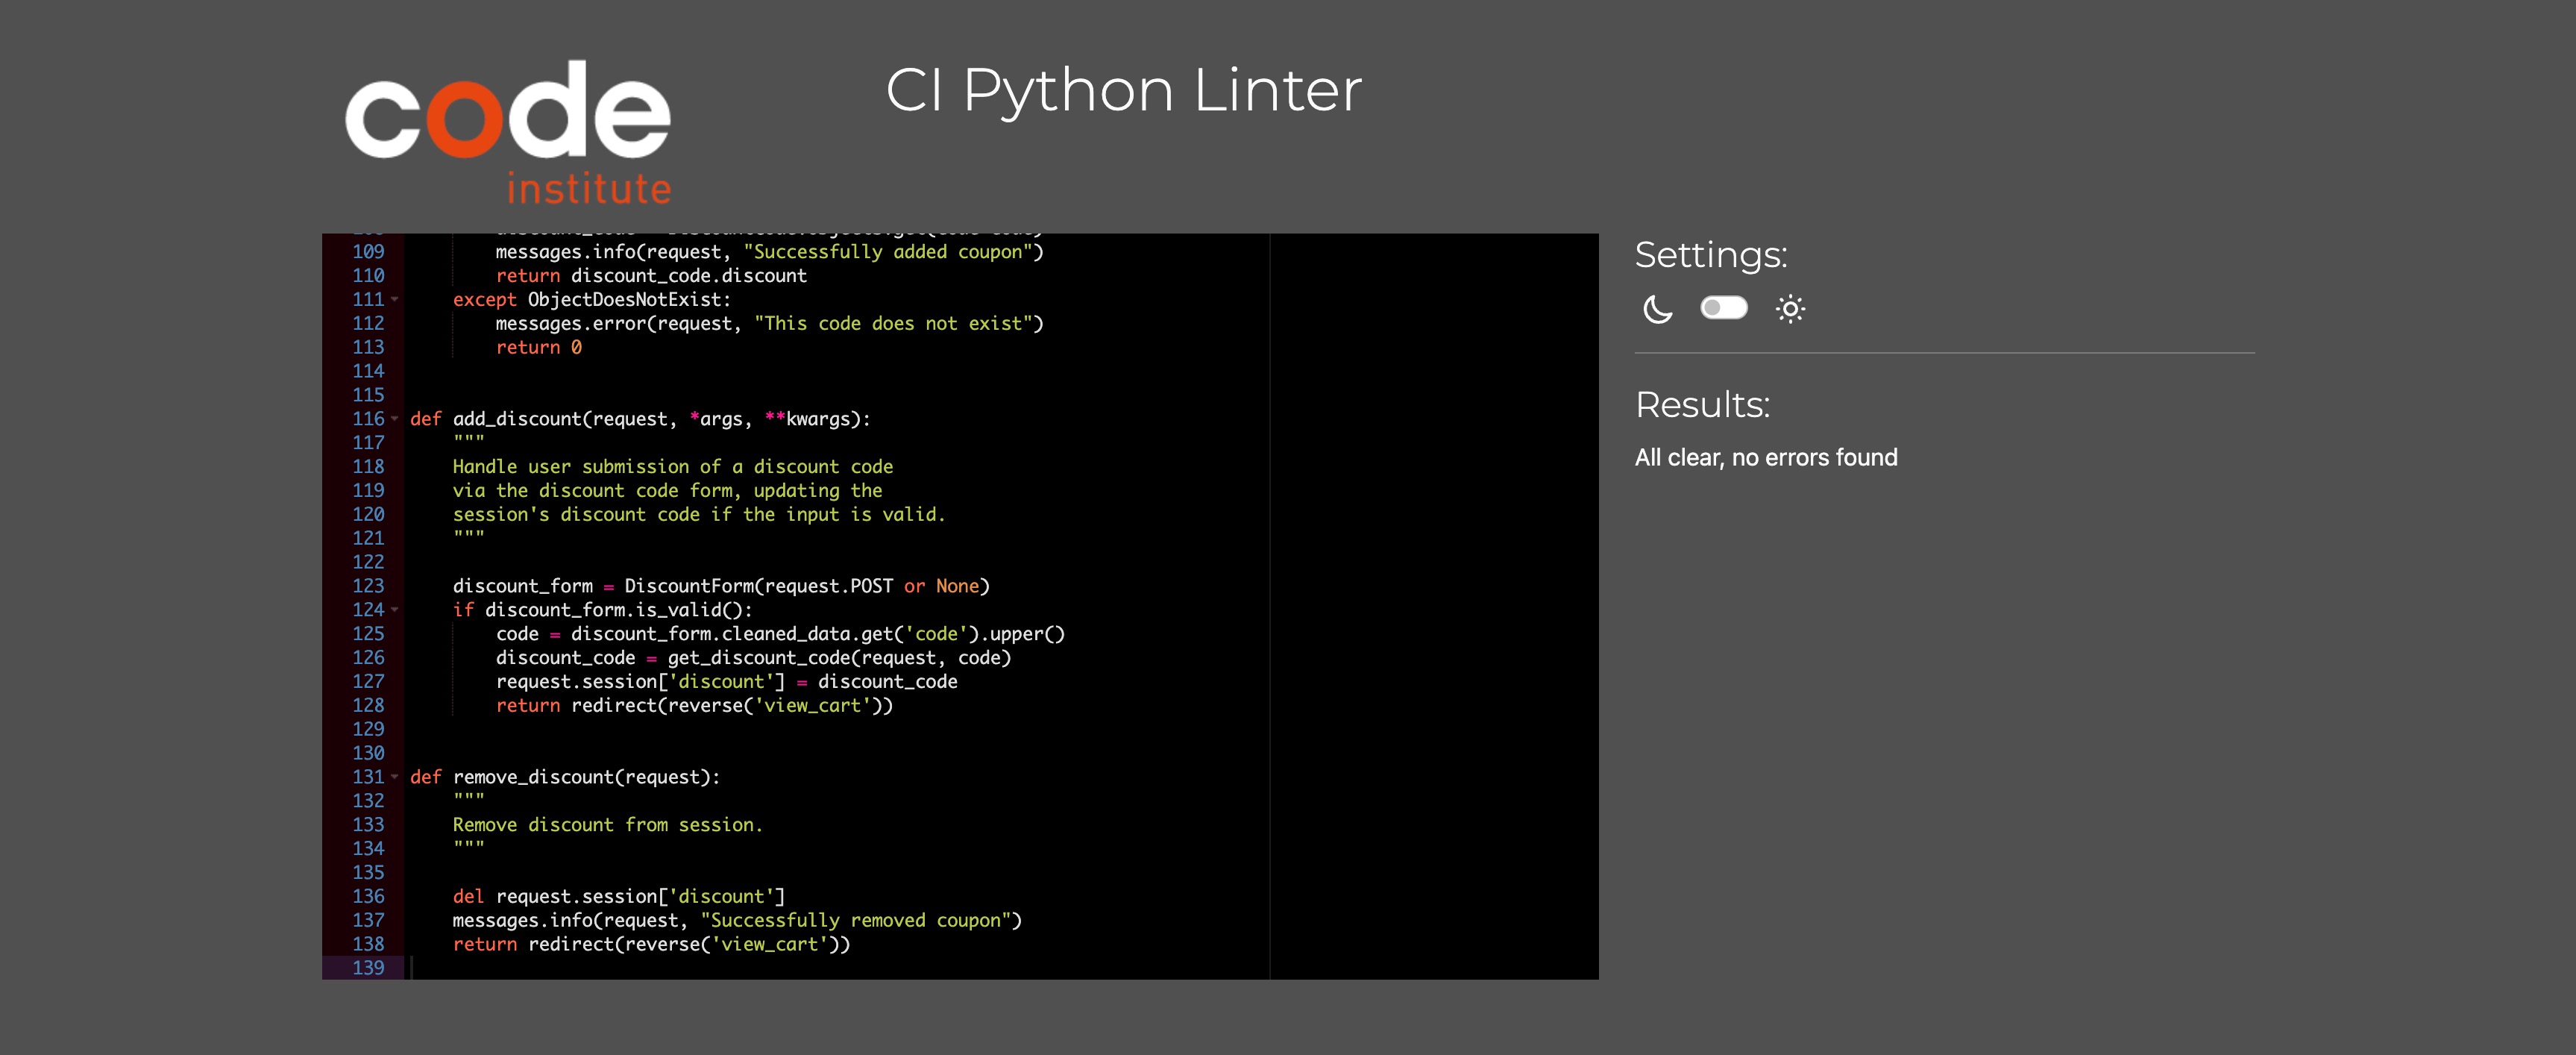 code
institute
CI Python Linter
109 messages.info(request, "Successfully added coupon")
110 return discount_code.discount
111 except ObjectDoesNotExist:
112 messages.error(request, "This code does not exist")
113 return 0
114
115
116 def add_discount(request, *args, **kwargs):
117 """
118 Handle user submission of a discount code
119 via the discount code form, updating the
120 session's discount code if the input is valid.
121 """
122
123 discount_form = DiscountForm(request.POST or None)
124 if discount_form.is_valid():
125 code = discount_form.cleaned_data.get('code').upper()
126 discount_code = get_discount_code(request, code)
127 request.session['discount'] = discount_code
128 return redirect(reverse('view_cart'))
129
130
131 def remove_discount(request):
132 """
133 Remove discount from session.
134 """
135
136 del request.session['discount']
137 messages.info(request, "Successfully removed coupon")
138 return redirect(reverse('view_cart'))
139
Settings:
Results:
All clear, no errors found